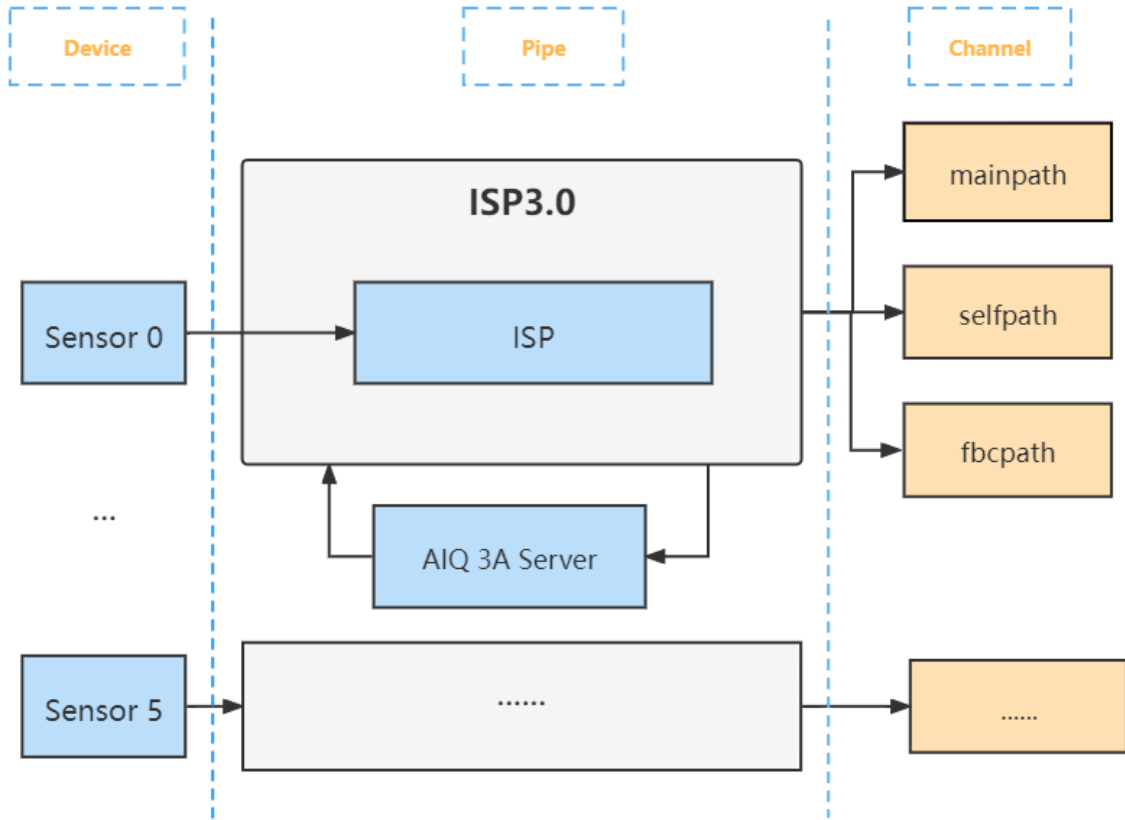 Device
Pipe
Channel
ISP3.0
mainpath
Sensor 0
ISP
selfpath
fbcpath
...
AIQ 3A Server
Sensor 5
......
......